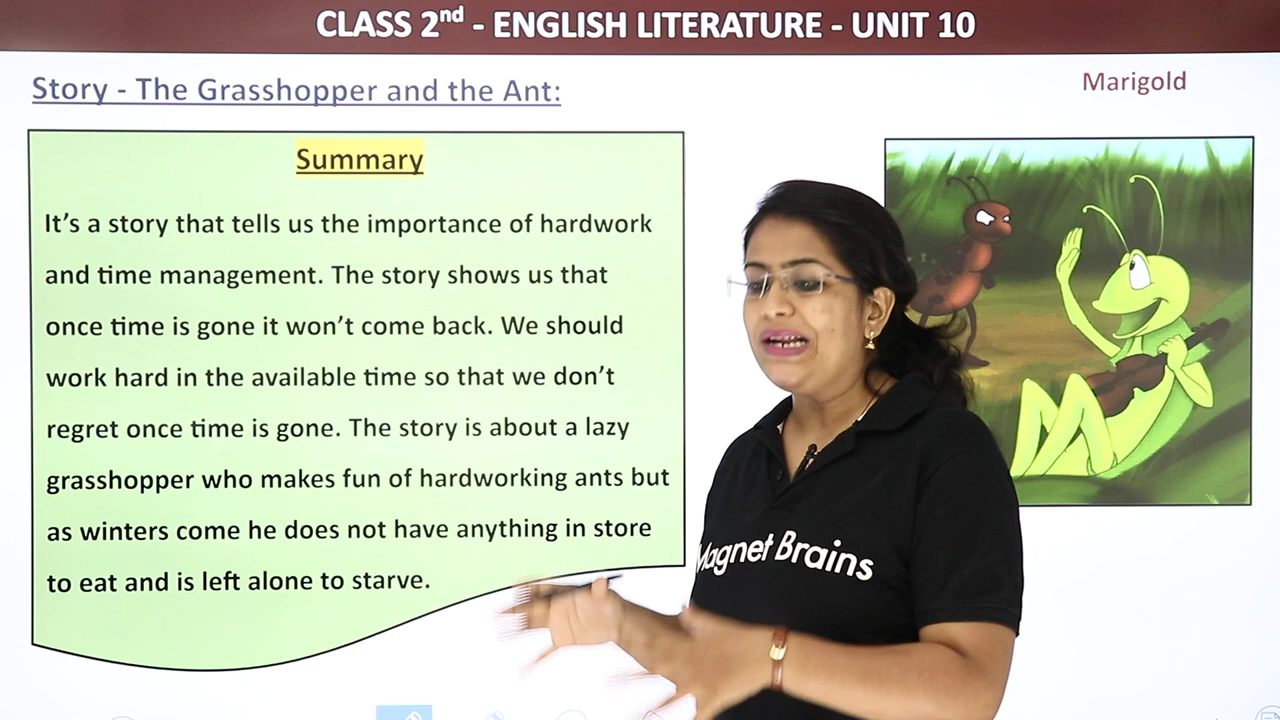 CLASS 2nd - ENGLISH LITERATURE - UNIT 10
Story - The Grasshopper and the Ant:
Marigold
Summary
It's a story that tells us the importance of hardwork
and time management. The story shows us that
once time is gone it won't come back. We should
work hard in the available time so that we don't
regret once time is gone. The story is about a lazy
grasshopper who makes fun of hardworking ants but
as winters come he does not have anything in store
to eat and is left alone to starve.
Magnet Brains